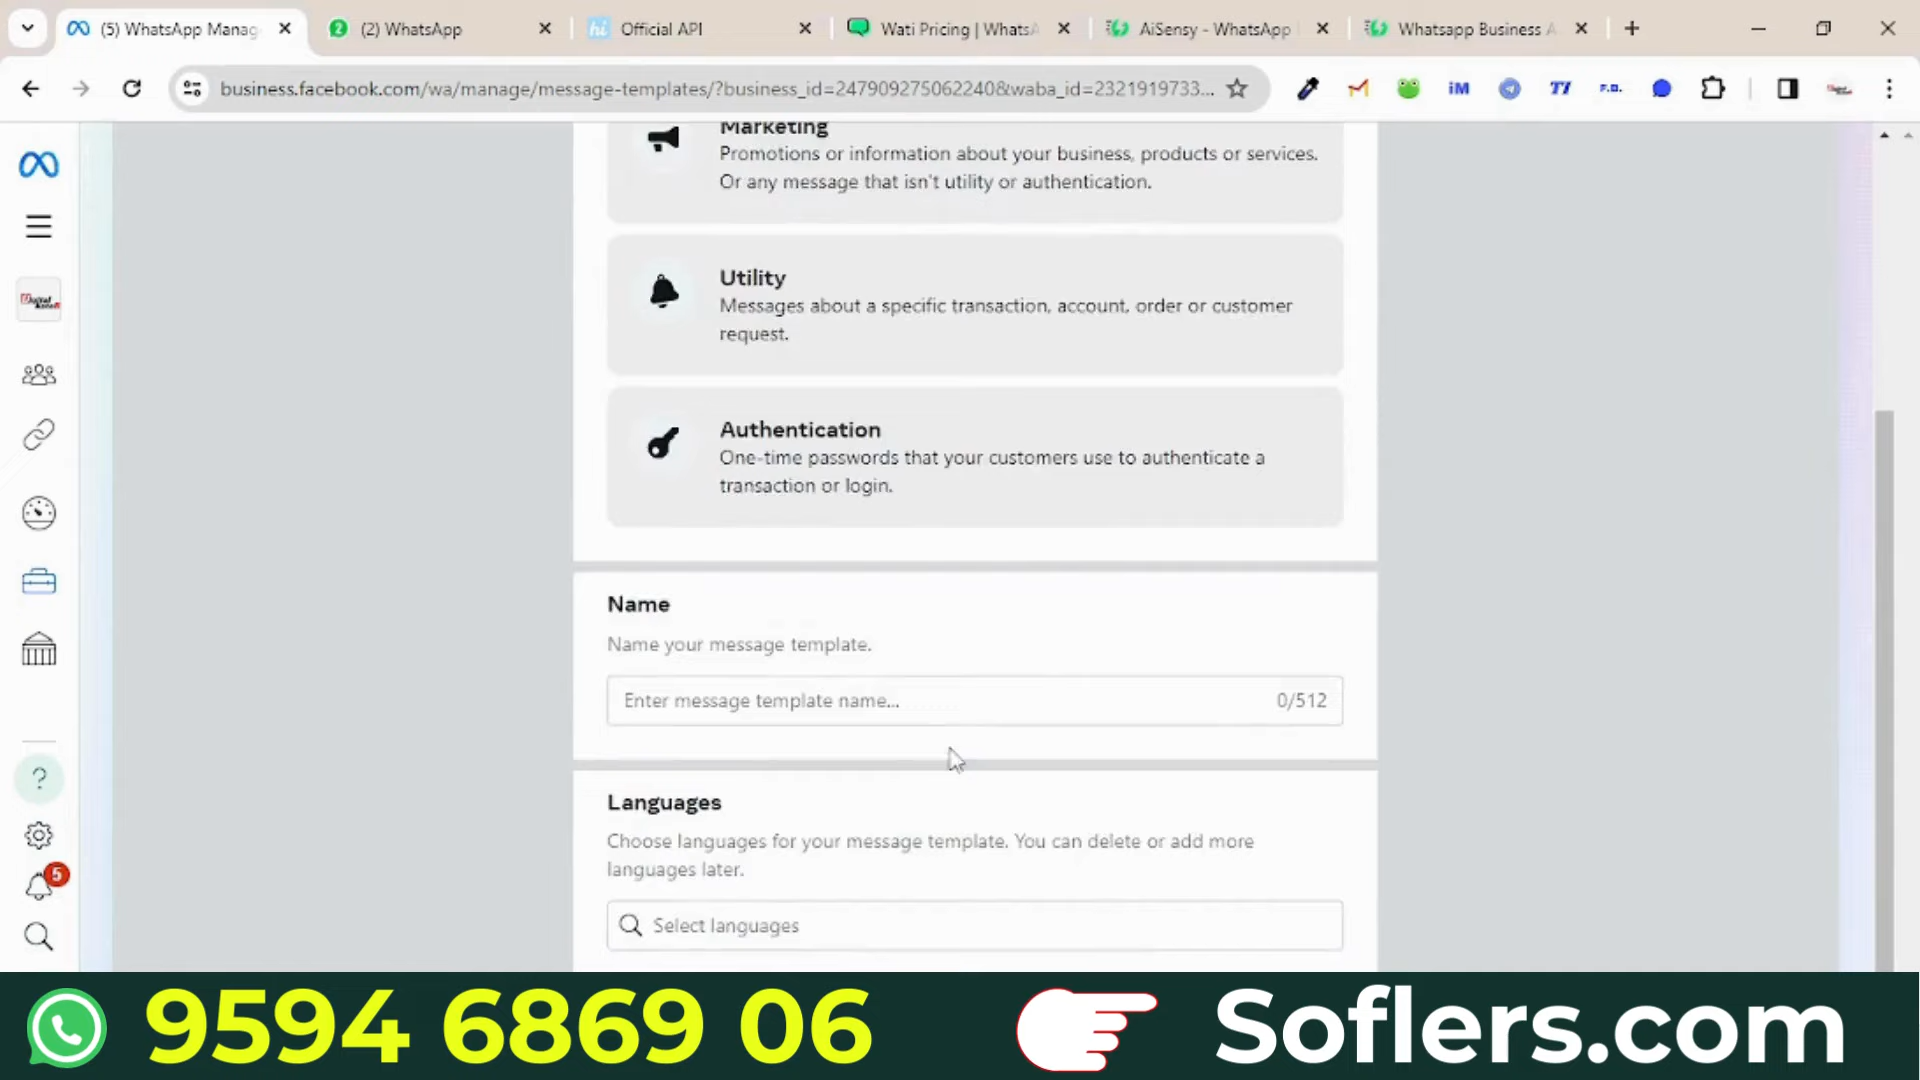 (5) WhatsApp Manag
(2) WhatsApp
Official API
Wati Pricing | WhatsA
AiSensy - WhatsApp
Whatsapp Business A
business.facebook.com/wa/manage/message-templates/?business_id=247909275062240&waba_id=2321919733...
iM
TI
F.B.
Marketing
Promotions or information about your business, products or services.
Or any message that isn't utility or authentication.
Utility
Messages about a specific transaction, account, order or customer
request.
Authentication
One-time passwords that your customers use to authenticate a
transaction or login.
Name
Name your message template.
Enter message template name... 0/512
Languages
Choose languages for your message template. You can delete or add more
languages later.
Select languages
?
5
9594 6869 06
Soflers.com